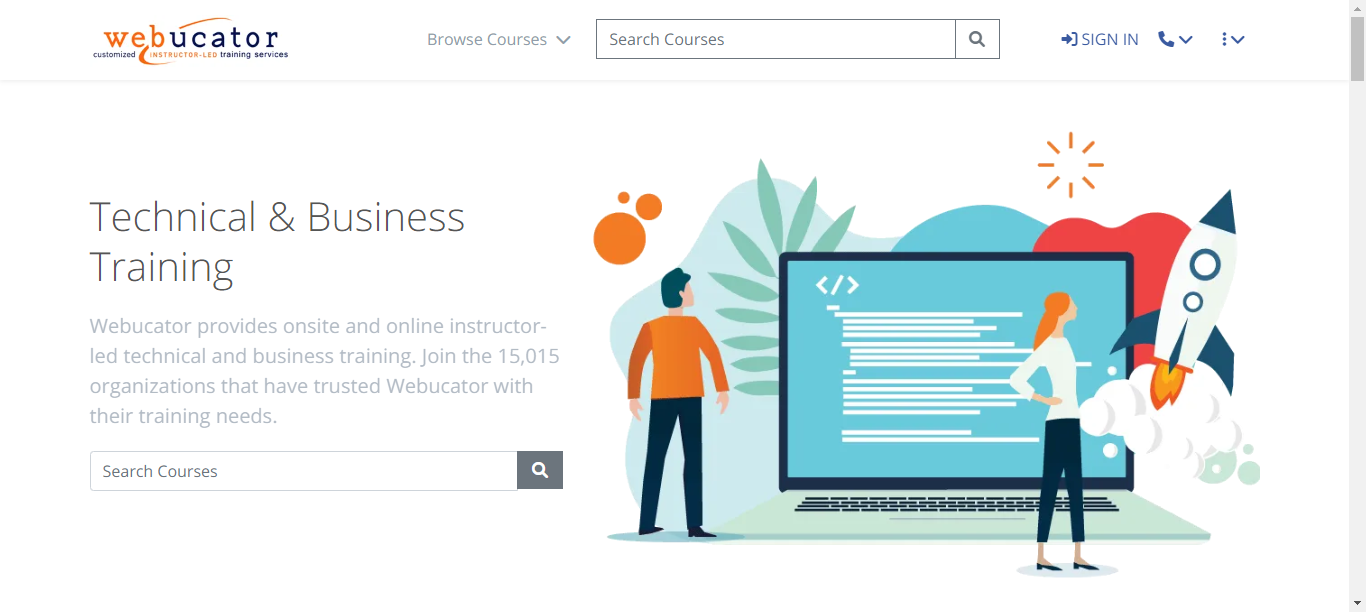 webucator
customized INSTRUCTOR-LED training services
Browse Courses
Search Courses
SIGN IN
Technical & Business
Training
Webucator provides onsite and online instructor-
led technical and business training. Join the 15,015
organizations that have trusted Webucator with
their training needs.
Search Courses
</>